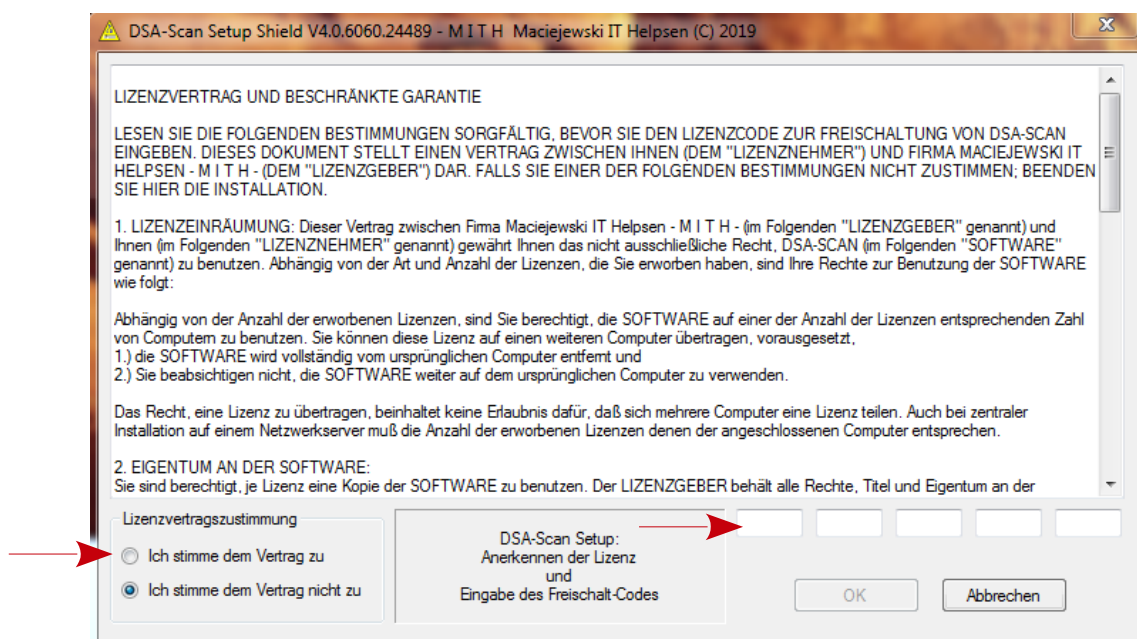 DSA-Scan Setup Shield V4.0.6060.24489 - M I T H Maciejewski IT Helpsen (C) 2019
LIZENZVERTRAG UND BESCHRÄNKTE GARANTIE
LESEN SIE DIE FOLGENDEN BESTIMMUNGEN SORGFÄLTIG, BEVOR SIE DEN LIZENZCODE ZUR FREISCHALTUNG VON DSA-SCAN
EINGEBEN. DIESES DOKUMENT STELLT EINEN VERTRAG ZWISCHEN IHNEN (DEM "LIZENZNEHMER") UND FIRMA MACIEJEWSKI IT
HELPSEN - M I T H - (DEM "LIZENZGEBER") DAR. FALLS SIE EINER DER FOLGENDEN BESTIMMUNGEN NICHT ZUSTIMMEN; BEENDEN
SIE HIER DIE INSTALLATION.
1. LIZENZEINRÄUMUNG: Dieser Vertrag zwischen Firma Maciejewski IT Helpsen - M I T H - (im Folgenden "LIZENZGEBER" genannt) und
Ihnen (im Folgenden "LIZENZNEHMER" genannt) gewährt Ihnen das nicht ausschließliche Recht, DSA-SCAN (im Folgenden "SOFTWARE"
genannt) zu benutzen. Abhängig von der Art und Anzahl der Lizenzen, die Sie erworben haben, sind Ihre Rechte zur Benutzung der SOFTWARE
wie folgt:
Abhängig von der Anzahl der erworbenen Lizenzen, sind Sie berechtigt, die SOFTWARE auf einer der Anzahl der Lizenzen entsprechenden Zahl
von Computern zu benutzen. Sie können diese Lizenz auf einen weiteren Computer übertragen, vorausgesetzt,
1.) die SOFTWARE wird vollständig vom ursprünglichen Computer entfernt und
2.) Sie beabsichtigen nicht, die SOFTWARE weiter auf dem ursprünglichen Computer zu verwenden.
Das Recht, eine Lizenz zu übertragen, beinhaltet keine Erlaubnis dafür, daß sich mehrere Computer eine Lizenz teilen. Auch bei zentraler
Installation auf einem Netzwerkserver muß die Anzahl der erworbenen Lizenzen denen der angeschlossenen Computer entsprechen.
2. EIGENTUM AN DER SOFTWARE:
Sie sind berechtigt, je Lizenz eine Kopie der SOFTWARE zu benutzen. Der LIZENZGEBER behält alle Rechte, Titel und Eigentum an der
Lizenzvertragszustimmung
Ich stimme dem Vertrag zu
Ich stimme dem Vertrag nicht zu
DSA-Scan Setup:
Anerkennen der Lizenz
und
Eingabe des Freischalt-Codes
OK
Abbrechen